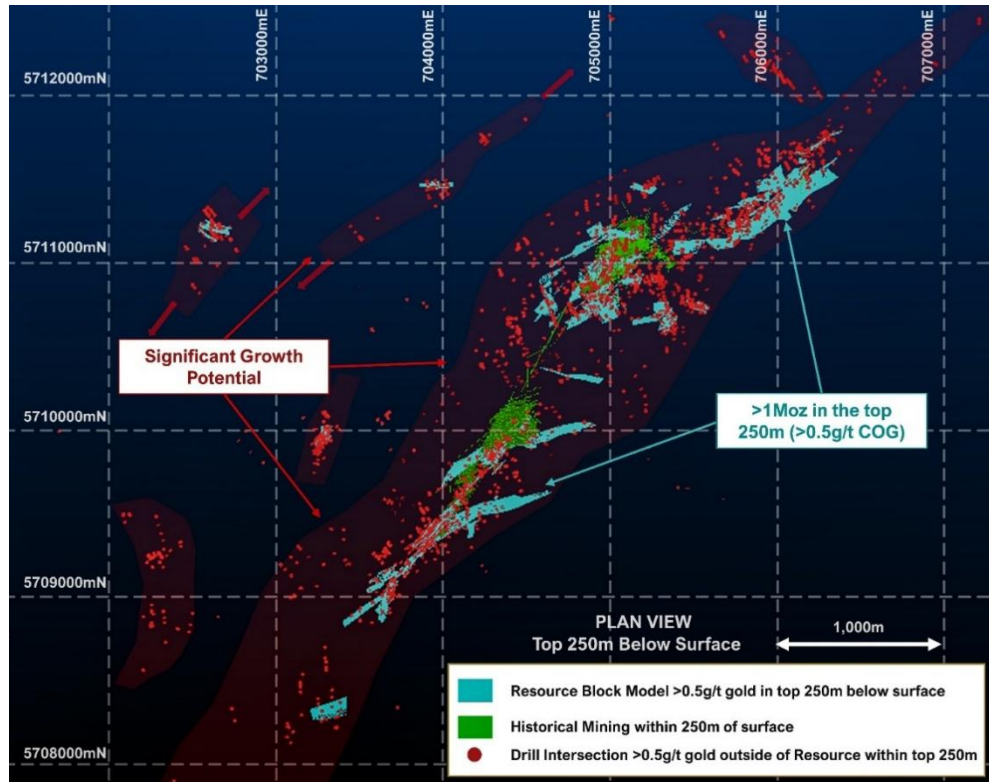 703000mE
704000mE
705000mE
706000mE
707000mE
5712000mN
5711000mN
Significant Growth
Potential
>1Moz in the top
250m (>0.5g/t COG)
5710000mN
5709000mN
PLAN VIEW
Top 250m Below Surface
1,000m
Resource Block Model >0.5g/t gold in top 250m below surface
Historical Mining within 250m of surface
Drill Intersection >0.5g/t gold outside of Resource within top 250m
5708000mN